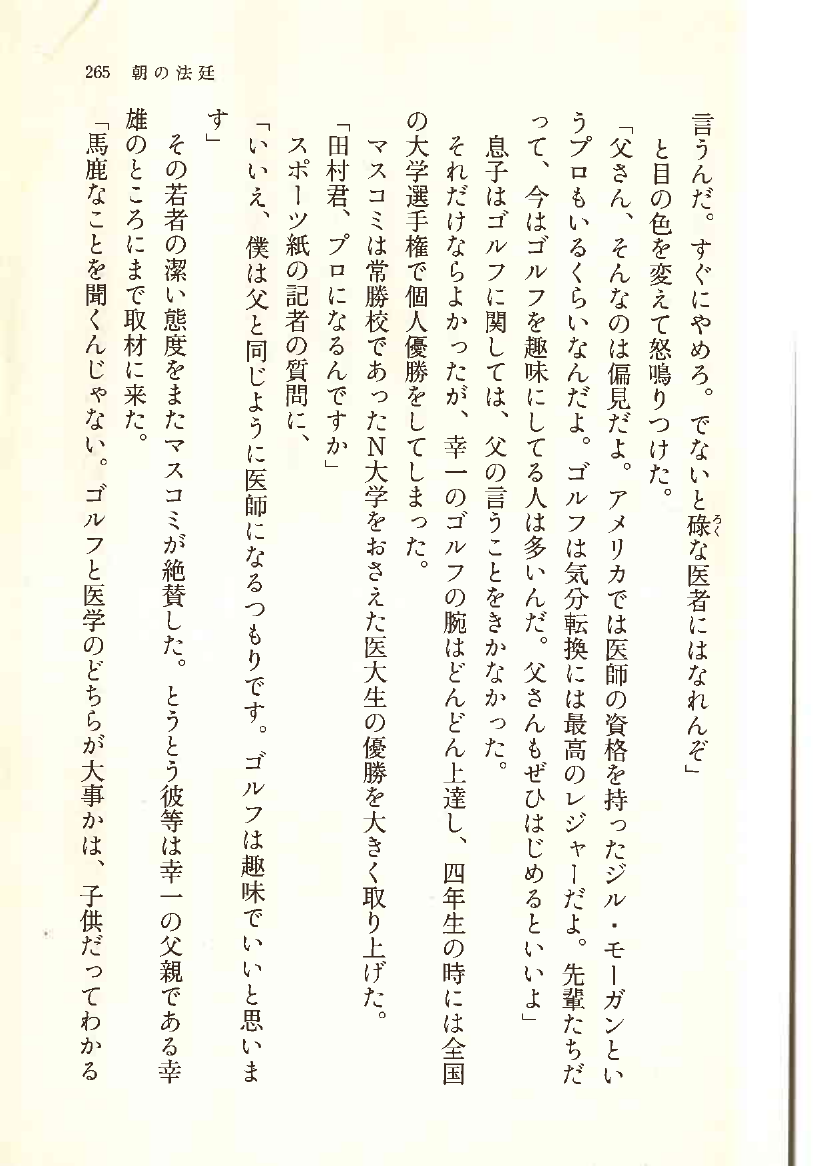 265 朝の法廷
言うんだ。すぐにやめろ。でないと碌な医者にはなれんぞ」
と目の色を変えて怒鳴りつけた。
「父さん、そんなのは偏見だよ。アメリカでは医師の資格を持ったジル・モーガンとい
うプロもいるくらいなんだよ。ゴルフは気分転換には最高のレジャーだよ。先輩たちだ
って、今はゴルフを趣味にしてる人は多いんだ。父さんもぜひはじめるといいよ」
息子はゴルフに関しては、父の言うことをきかなかった。
それだけならよかったが、幸一のゴルフの腕はどんどん上達し、四年生の時には全国
の大学選手権で個人優勝をしてしまった。
マスコミは常勝校であったN大学をおさえた医大生の優勝を大きく取り上げた。
「田村君、プロになるんですか」
スポーツ紙の記者の質問に、
「いいえ、僕は父と同じように医師になるつもりです。ゴルフは趣味でいいと思いま
す」
その若者の潔い態度をまたマスコミが絶賛した。とうとう彼等は幸一の父親である幸
雄のところにまで取材に来た。
「馬鹿なことを聞くんじゃない。ゴルフと医学のどちらが大事かは、子供だってわかる
ろく